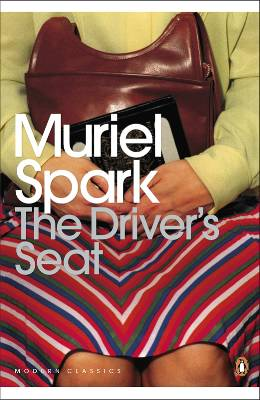 Muriel
Spark
The Driver's
Seat
MODERN CLASSICS